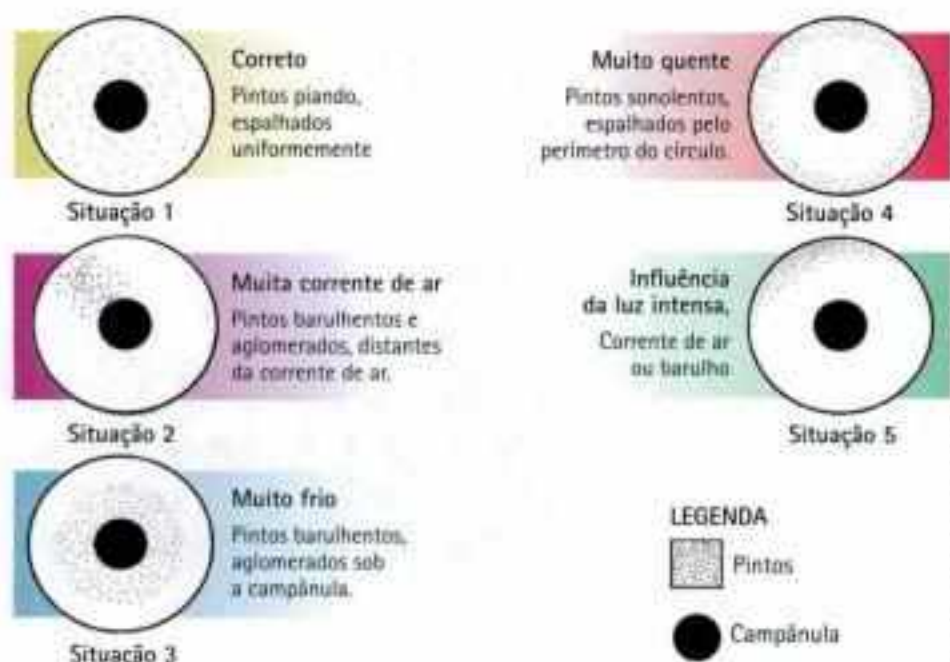 Correto
Pintos piando,
espalhados
uniformemente
Situação 1
Muita corrente de ar
Pintos barulhentos e
aglomerados, distantes
da corrente de ar.
Situação 2
Muito frio
Pintos barulhentos,
aglomerados sob
a campânula.
Situação 3
Muito quente
Pintos sonolentos,
espalhados pelo
perímetro do círculo.
Situação 4
Influência
da luz intensa,
Corrente de ar
ou barulho
Situação 5
LEGENDA
Pintos
Campânula